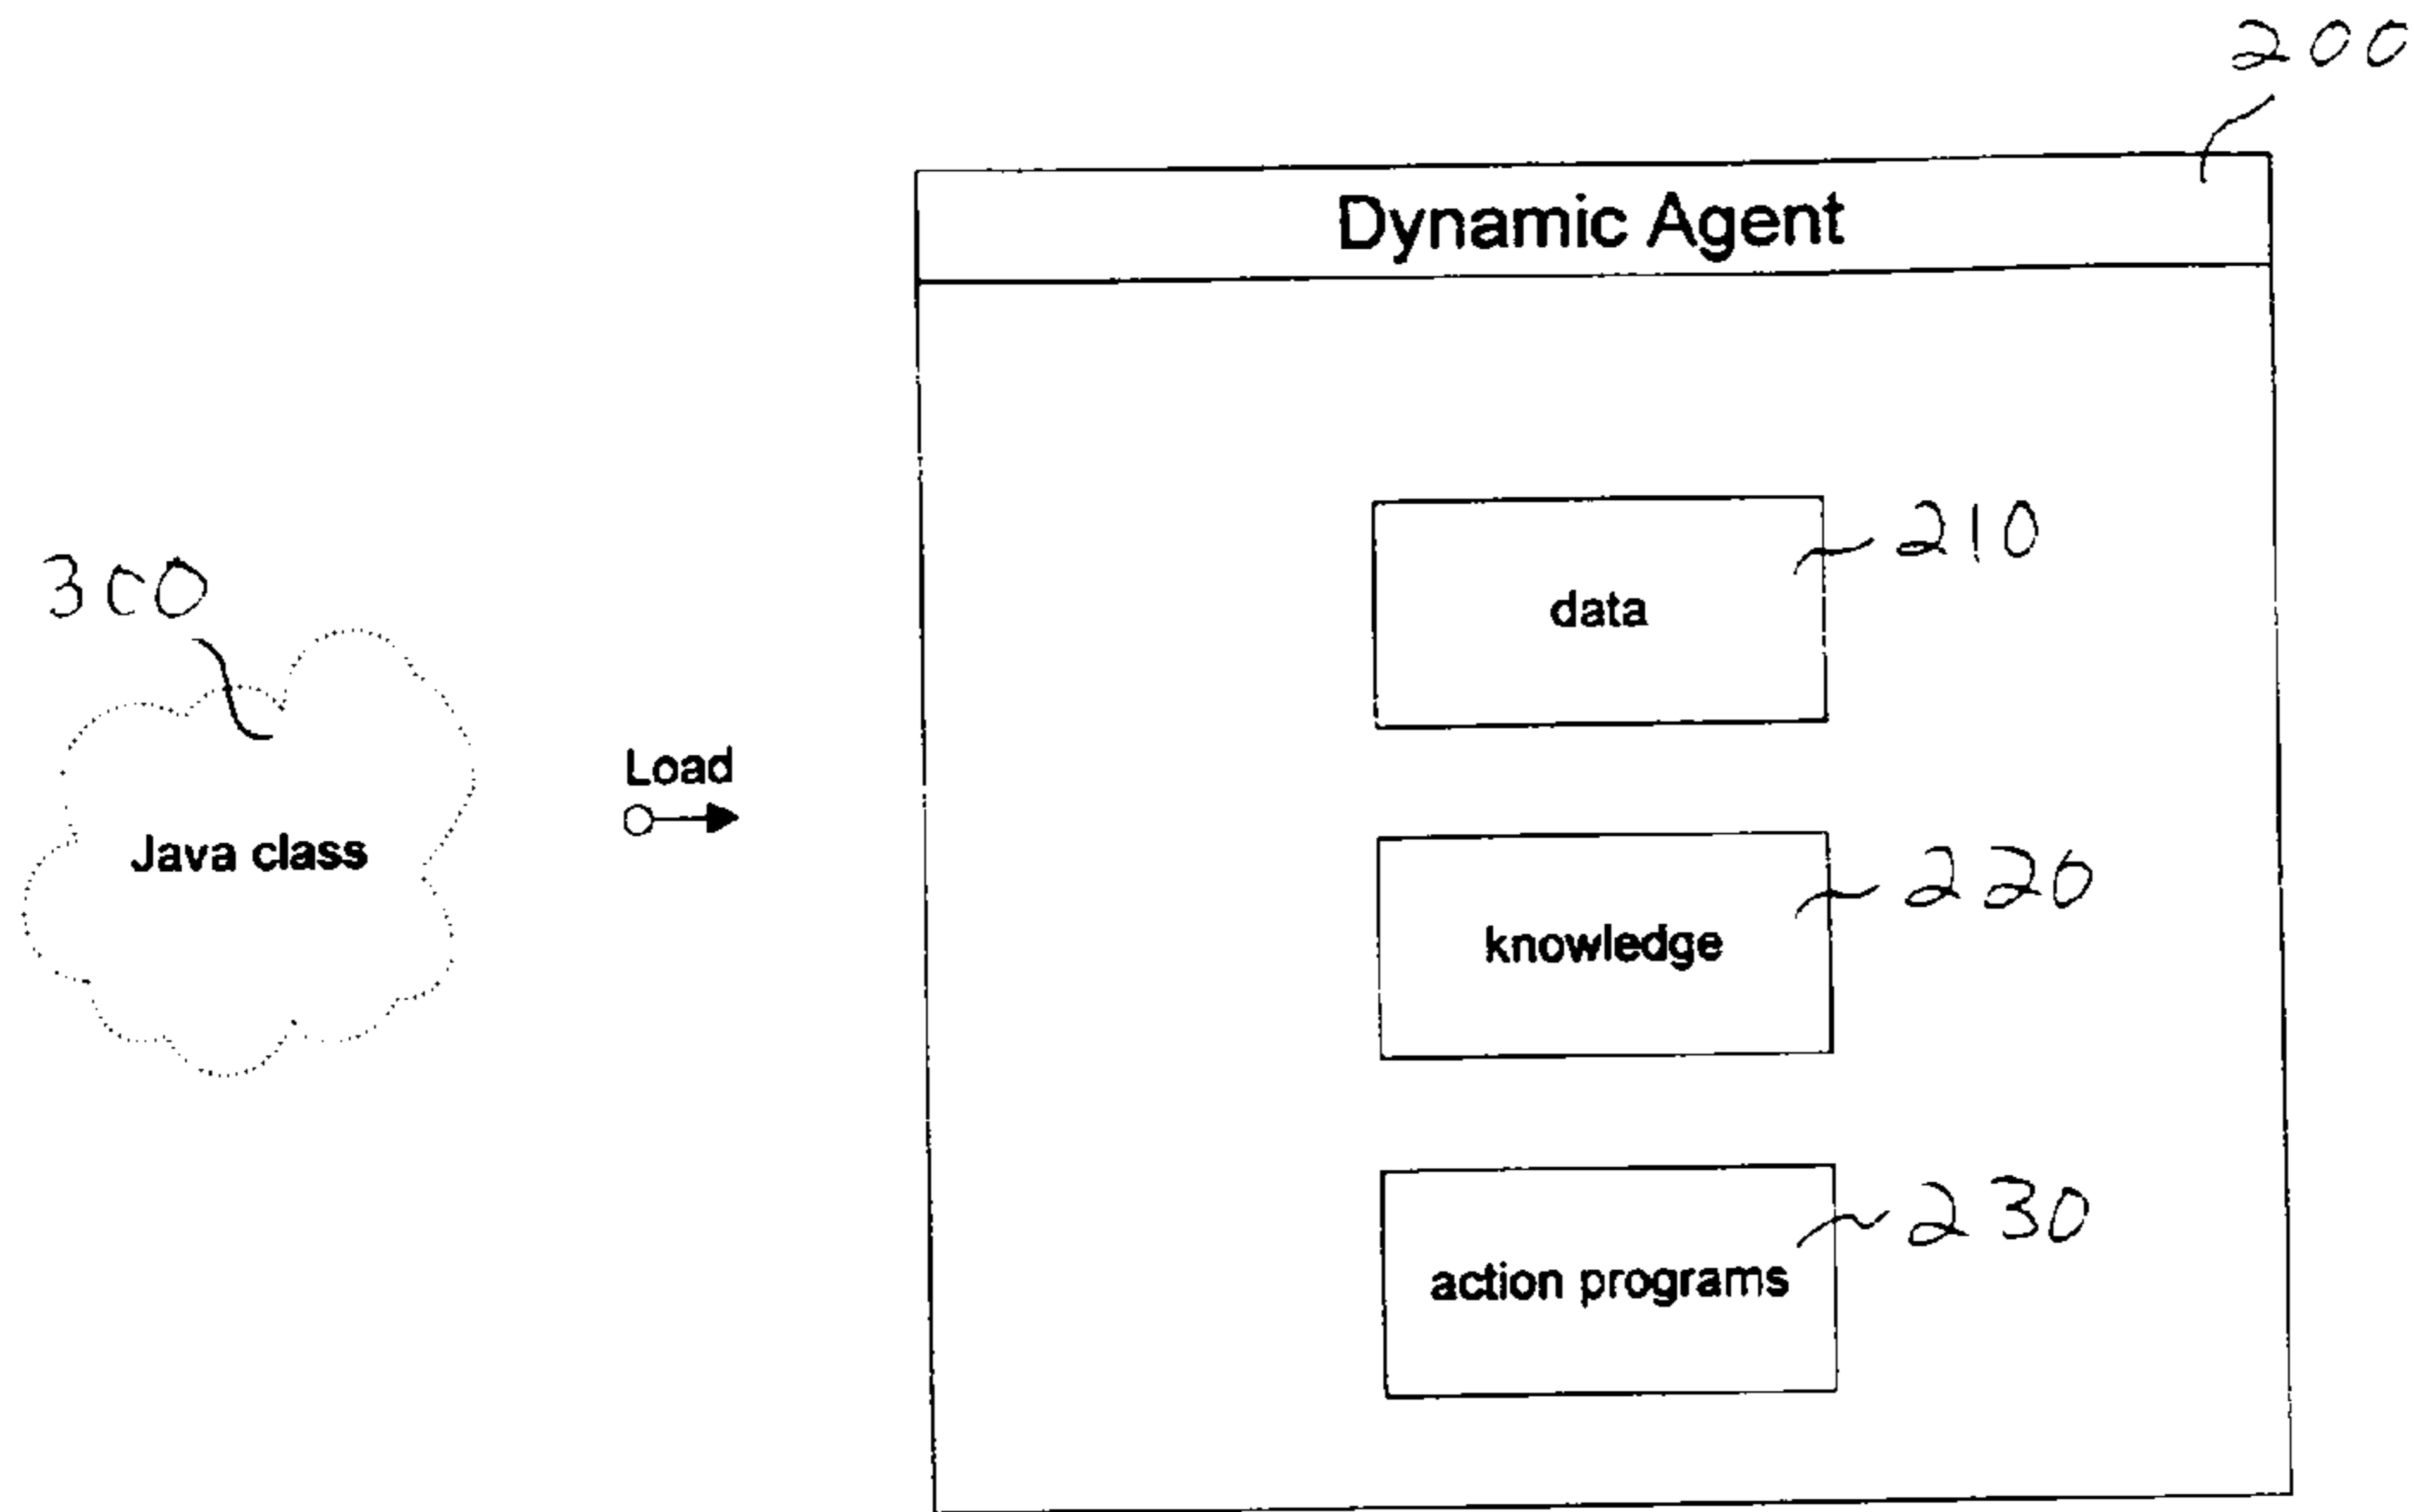 200
Dynamic Agent
210
data
300
Load
Java class
220
knowledge
230
action programs